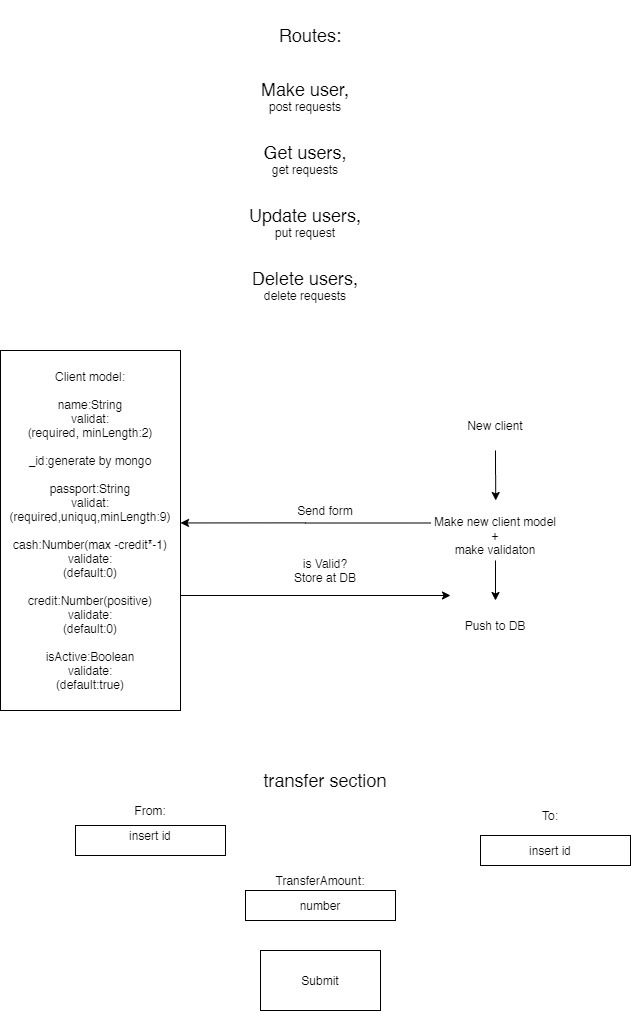 Routes:
Make user,
post requests
Get users,
get requests
Update users,
put request
Delete users,
delete requests
Client model:
name:String
validat:
(required, minLength:2)
_id:generate by mongo
passport:String
validat:
(required,uniquq,minLength:9)
cash:Number(max -credit*-1)
validate:
(default:0)
credit:Number(positive)
validate:
(default:0)
isActive:Boolean
validate:
(default:true)
New client
Send form
Make new client model
+
make validaton
is Valid?
Store at DB
Push to DB
transfer section
From:
insert id
To:
insert id
TransferAmount:
number
Submit